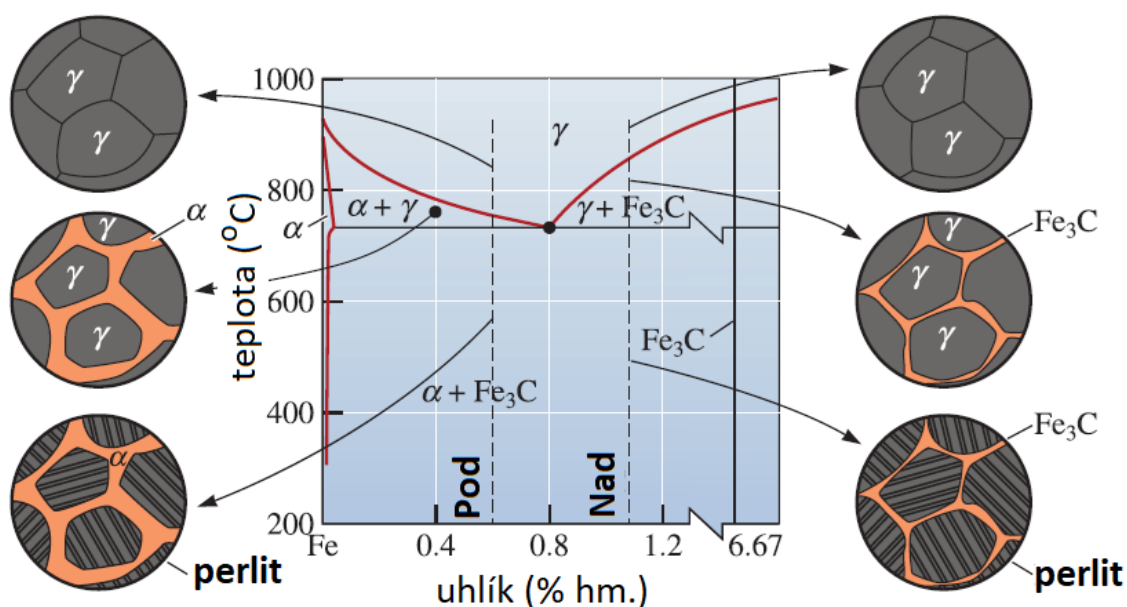 γ
γ
γ
α
γ
γ
α
perlit
teplota (°C)
1000
800
600
400
200
γ
α + γ
γ + Fe₃C
α
Fe₃C
α + Fe₃C
Pod
Nad
Fe
0.4
0.8
1.2
6.67
uhlík (% hm.)
γ
γ
γ
Fe₃C
γ
γ
Fe₃C
perlit